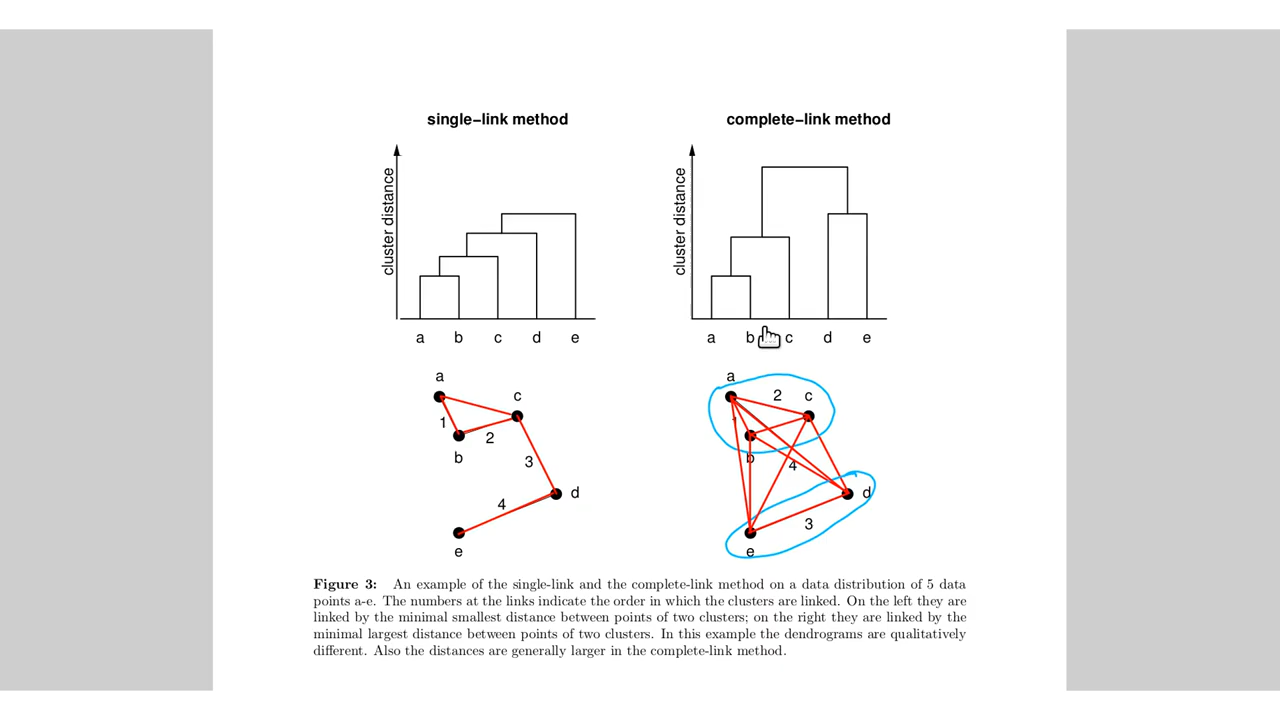 single-link method
cluster distance
a b c d e
a
c
1
2
b
3
d
4
e
complete-link method
cluster distance
a b c d e
a
2
c
1
b
4
d
3
e
Figure 3: An example of the single-link and the complete-link method on a data distribution of 5 data
points a-e. The numbers at the links indicate the order in which the clusters are linked. On the left they are
linked by the minimal smallest distance between points of two clusters; on the right they are linked by the
minimal largest distance between points of two clusters. In this example the dendrograms are qualitatively
different. Also the distances are generally larger in the complete-link method.